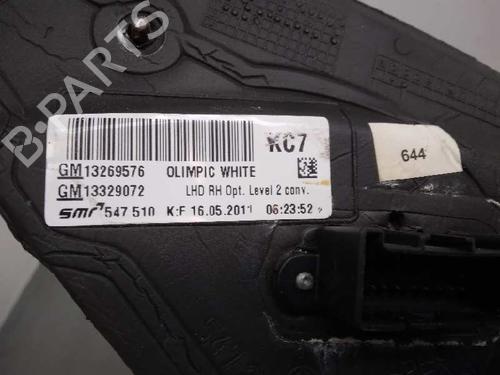 B-PARTS
KC7
GM 13269576 OLIMPIC WHITE
GM 13329072 LHD RH Opt. Level 2 conv.
smr 547 510 K:F 16.05.2011 06:23:52
644